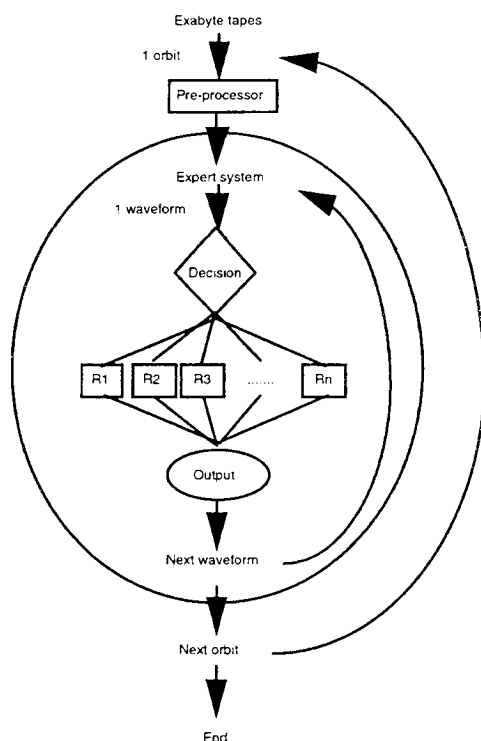 Exabyte tapes
1 orbit
Pre-processor
Expert system
1 waveform
Decision
R1 R2 R3 ....... Rn
Output
Next waveform
Next orbit
End